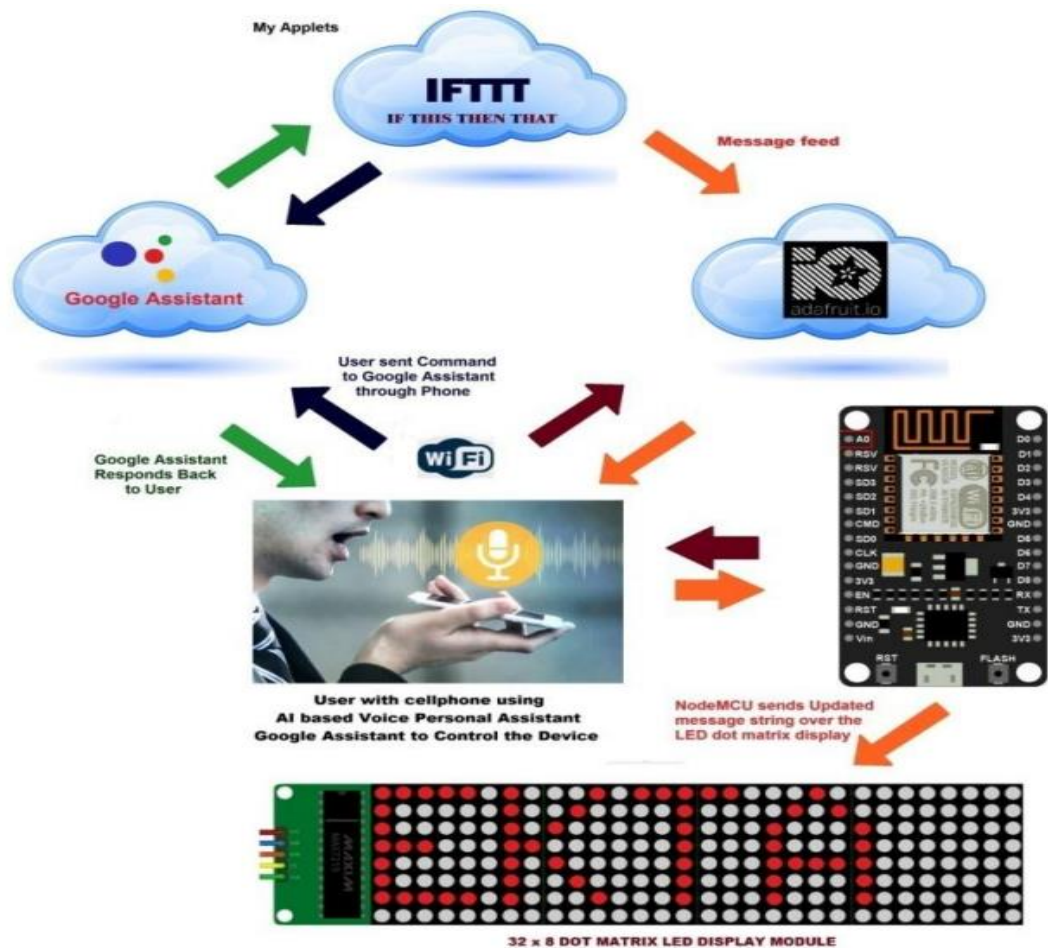 My Applets
IFTTT
IF THIS THEN THAT
Message feed
Google Assistant
adafruit.io
User sent Command
to Google Assistant
through Phone
WiFi
Google Assistant
Responds Back
to User
A0
RSV
RSV
SD3
SD2
SD1
CMD
SD0
CLK
GND
3V3
EN
RST
GND
Vin
D0
D1
D2
D3
D4
3V3
GND
D5
D6
D7
D8
RX
TX
GND
3V3
RST
FLASH
User with cellphone using
AI based Voice Personal Assistant
Google Assistant to Control the Device
NodeMCU sends Updated
message string over the
LED dot matrix display
MAXIM
32 x 8 DOT MATRIX LED DISPLAY MODULE